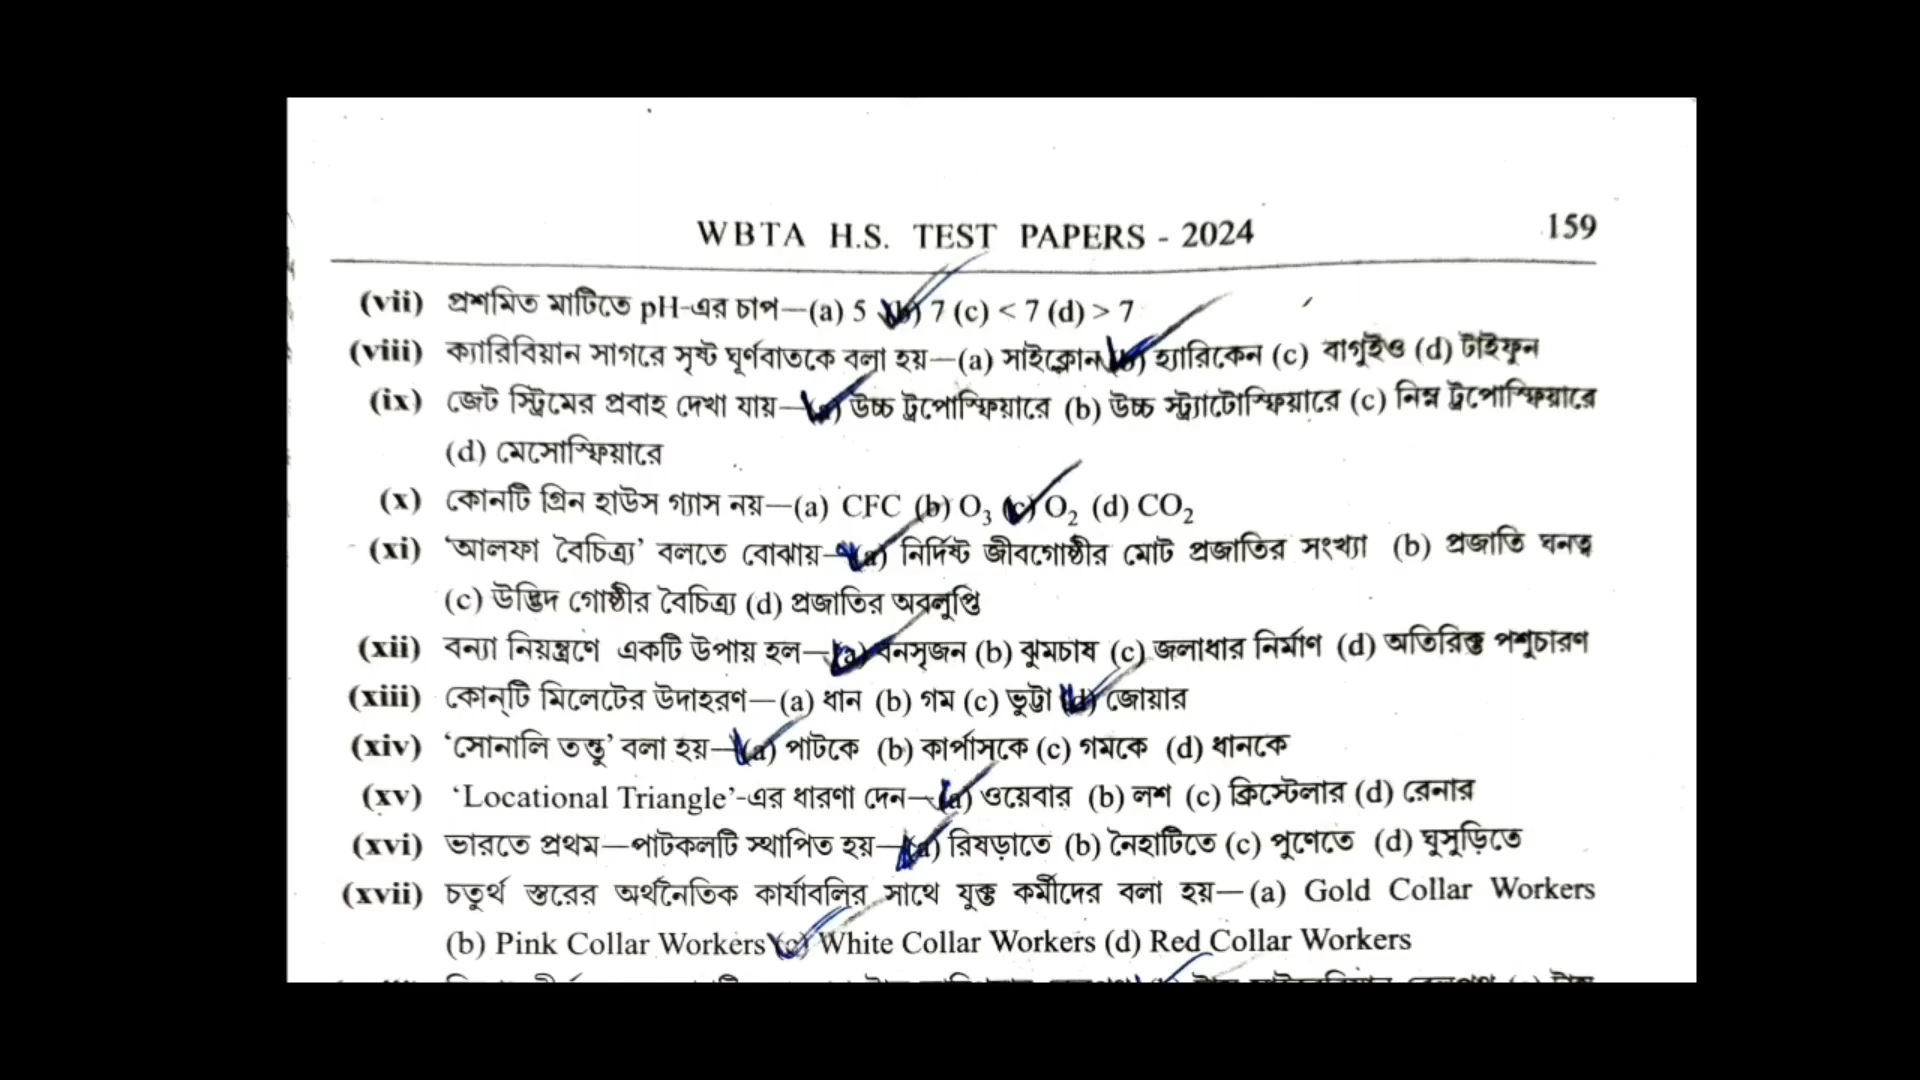 WBTA H.S. TEST PAPERS - 2024 159
(vii) প্রশমিত মাটিতে pH-এর চাপ—(a) 5 (b) 7 (c) < 7 (d) > 7
(viii) ক্যারিবিয়ান সাগরে সৃষ্ট ঘূর্ণবাতকে বলা হয়—(a) সাইক্লোন (b) হ্যারিকেন (c) বাগুইও (d) টাইফুন
(ix) জেট স্ট্রিমের প্রবাহ দেখা যায়—(a) উচ্চ ট্রপোস্ফিয়ারে (b) উচ্চ স্ট্র্যাটোস্ফিয়ারে (c) নিম্ন ট্রপোস্ফিয়ারে
(d) মেসোস্ফিয়ারে
(x) কোনটি গ্রিন হাউস গ্যাস নয়—(a) CFC (b) O₃ (c) O₂ (d) CO₂
(xi) ‘আলফা বৈচিত্র্য’ বলতে বোঝায়—(a) নির্দিষ্ট জীবগোষ্ঠীর মোট প্রজাতির সংখ্যা (b) প্রজাতি ঘনত্ব
(c) উদ্ভিদ গোষ্ঠীর বৈচিত্র্য (d) প্রজাতির অবলুপ্তি
(xii) বন্যা নিয়ন্ত্রণে একটি উপায় হল—(a) বনসৃজন (b) ঝুমচাষ (c) জলাধার নির্মাণ (d) অতিরিক্ত পশুচারণ
(xiii) কোন্‌টি মিলেটের উদাহরণ—(a) ধান (b) গম (c) ভুট্টা (d) জোয়ার
(xiv) ‘সোনালি তন্তু’ বলা হয়—(a) পাটকে (b) কার্পাসকে (c) গমকে (d) ধানকে
(xv) ‘Locational Triangle’-এর ধারণা দেন—(a) ওয়েবার (b) লশ (c) ক্রিস্টেলার (d) রেনার
(xvi) ভারতে প্রথম—পাটকলটি স্থাপিত হয়—(a) রিষড়াতে (b) নৈহাটিতে (c) পুণেতে (d) ঘুসুড়িতে
(xvii) চতুর্থ স্তরের অর্থনৈতিক কার্যাবলির সাথে যুক্ত কর্মীদের বলা হয়—(a) Gold Collar Workers
(b) Pink Collar Workers (c) White Collar Workers (d) Red Collar Workers